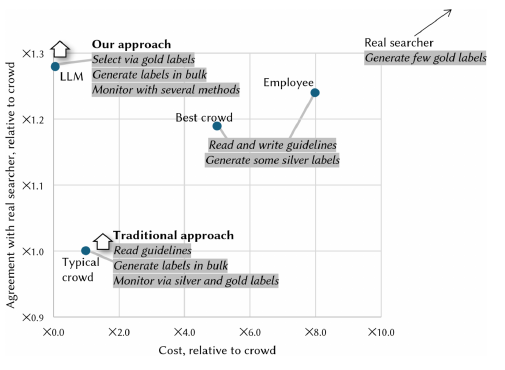 Real searcher
Generate few gold labels
Our approach
Select via gold labels
Generate labels in bulk
Monitor with several methods
LLM
Employee
Best crowd
Read and write guidelines
Generate some silver labels
Traditional approach
Read guidelines
Generate labels in bulk
Monitor via silver and gold labels
Typical
crowd
Agreement with real searcher, relative to crowd
×1.3
×1.2
×1.1
×1.0
×0.9
×0.0
×2.0
×4.0
×6.0
×8.0
×10.0
Cost, relative to crowd